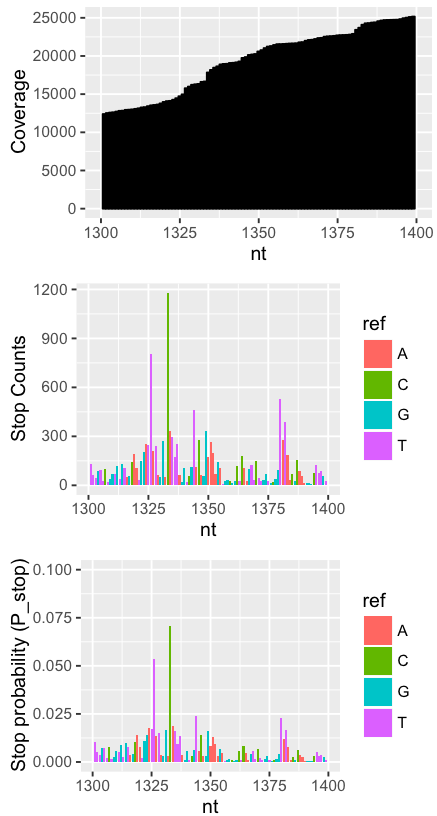 25000
20000
15000
10000
5000
0
Coverage
1300 1325 1350 1375 1400
nt
1200
900
600
300
0
Stop Counts
1300 1325 1350 1375 1400
nt
ref
A
C
G
T
0.100
0.075
0.050
0.025
0.000
Stop probability (P_stop)
1300 1325 1350 1375 1400
nt
ref
A
C
G
T